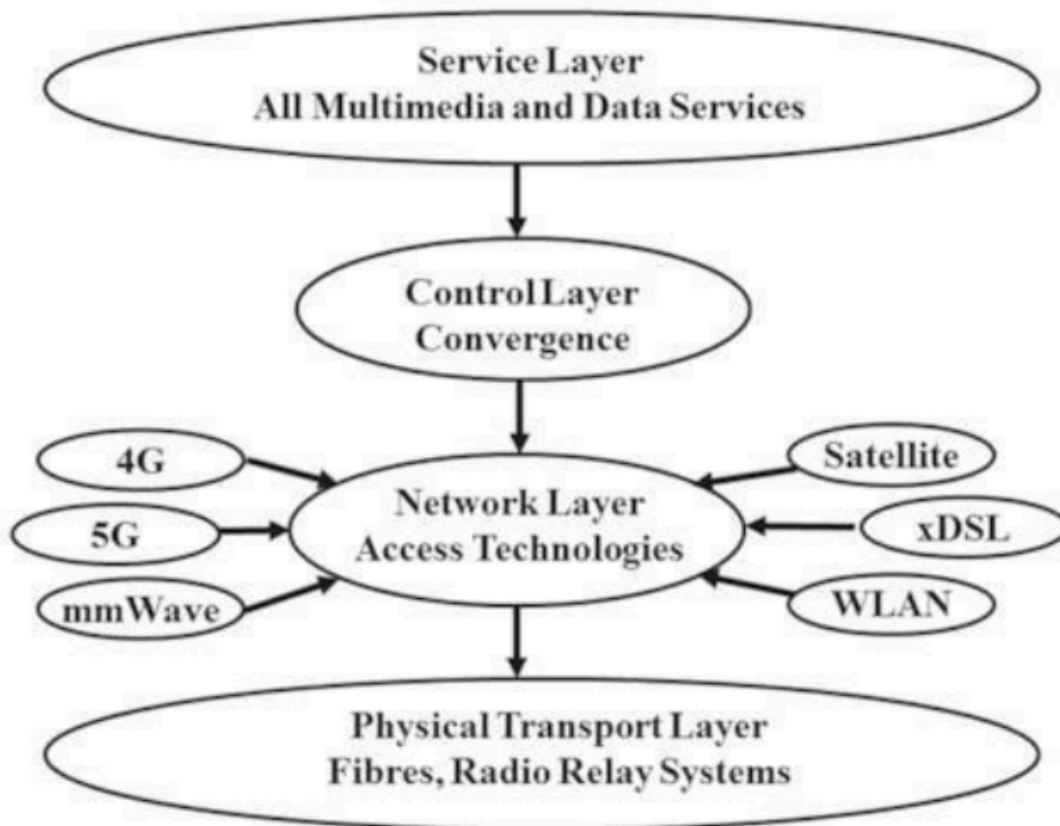 Service Layer
All Multimedia and Data Services
Control Layer
Convergence
4G
5G
mmWave
Network Layer
Access Technologies
Satellite
xDSL
WLAN
Physical Transport Layer
Fibres, Radio Relay Systems